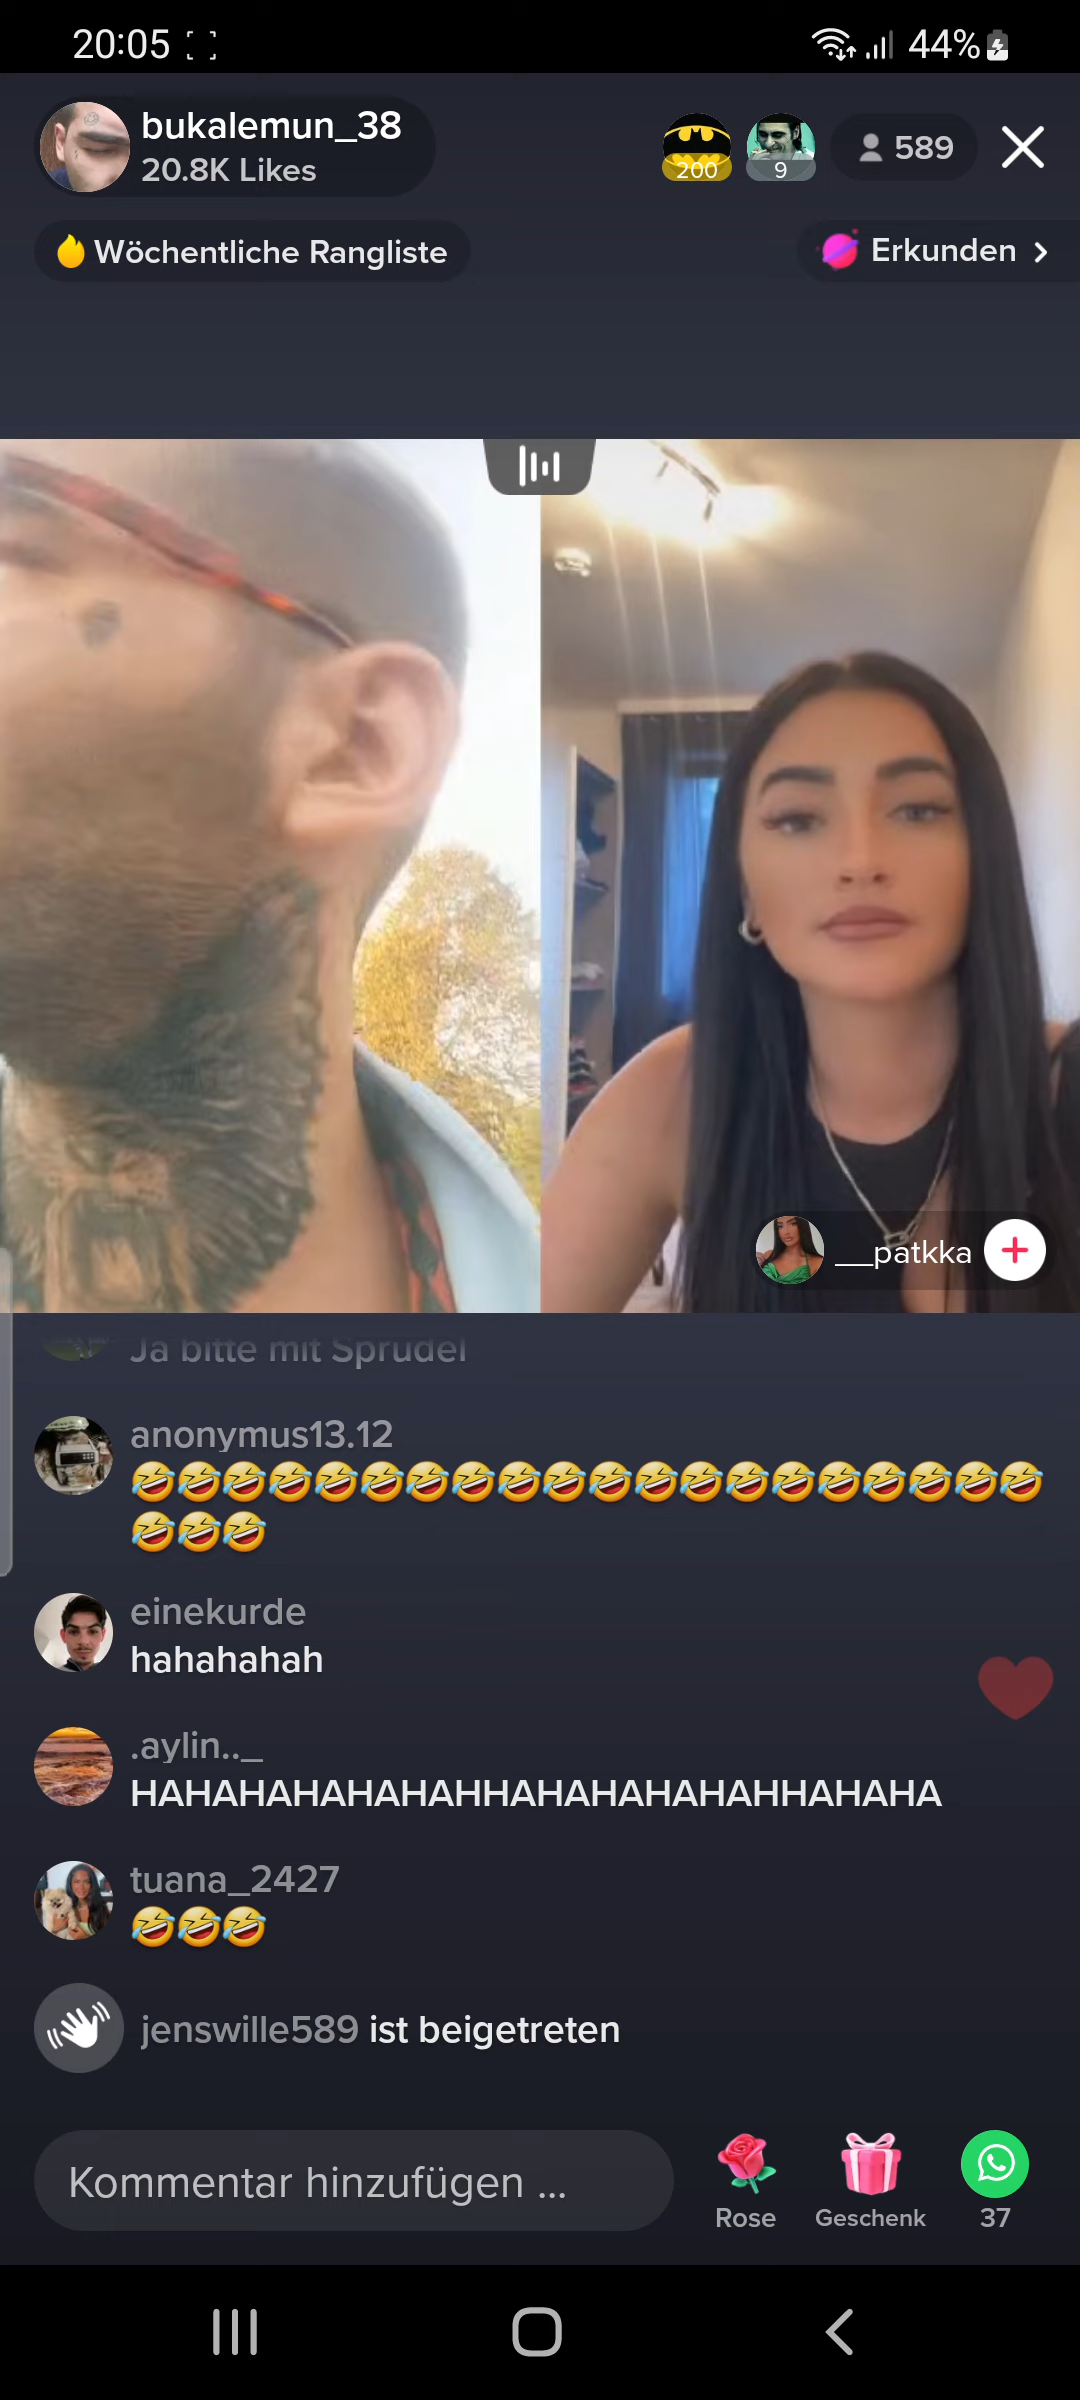 20:05
44%
bukalemun_38
20.8K Likes
200
9
589
Wöchentliche Rangliste
Erkunden
__patkka
Ja bitte mit Sprudel
anonymus13.12
🤣🤣🤣🤣🤣🤣🤣🤣🤣🤣🤣🤣🤣🤣🤣🤣🤣🤣🤣🤣
🤣🤣🤣
einekurde
hahahahah
.aylin.._
HAHAHAHAHAHAHHAHAHAHAHAHHAHAHA
tuana_2427
🤣🤣🤣
jenswille589 ist beigetreten
Kommentar hinzufügen ...
Rose
Geschenk
37